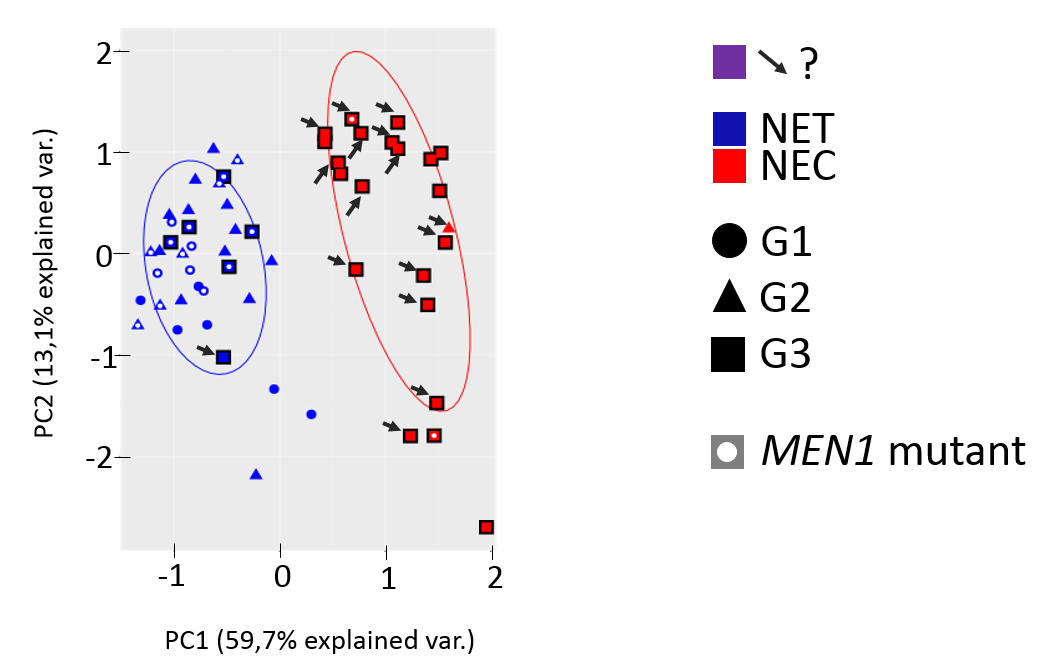 2
1
0
-1
-2
PC2 (13,1% explained var.)
-1
0
1
2
PC1 (59,7% explained var.)
?
NET
NEC
G1
G2
G3
MEN1 mutant